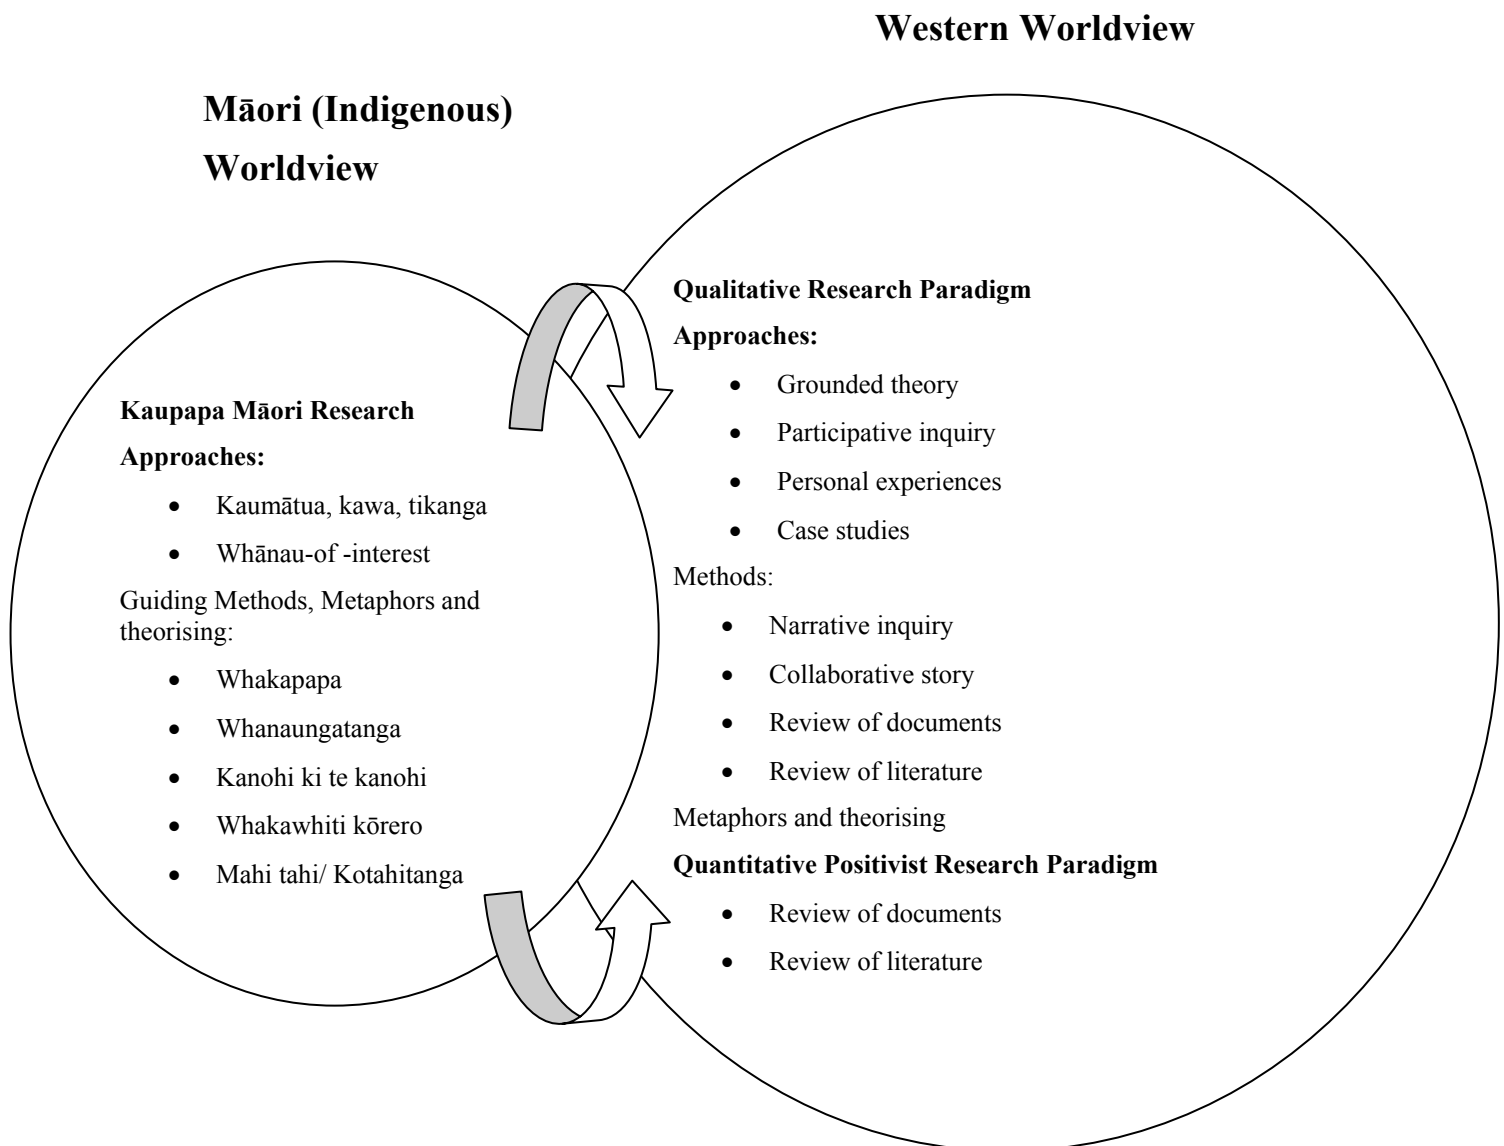 Western Worldview
Māori (Indigenous)
Worldview
Kaupapa Māori Research
Approaches:
• Kaumātua, kawa, tikanga
• Whānau-of -interest
Guiding Methods, Metaphors and
theorising:
• Whakapapa
• Whanaungatanga
• Kanohi ki te kanohi
• Whakawhiti kōrero
• Mahi tahi/ Kotahitanga
Qualitative Research Paradigm
Approaches:
• Grounded theory
• Participative inquiry
• Personal experiences
• Case studies
Methods:
• Narrative inquiry
• Collaborative story
• Review of documents
• Review of literature
Metaphors and theorising
Quantitative Positivist Research Paradigm
• Review of documents
• Review of literature